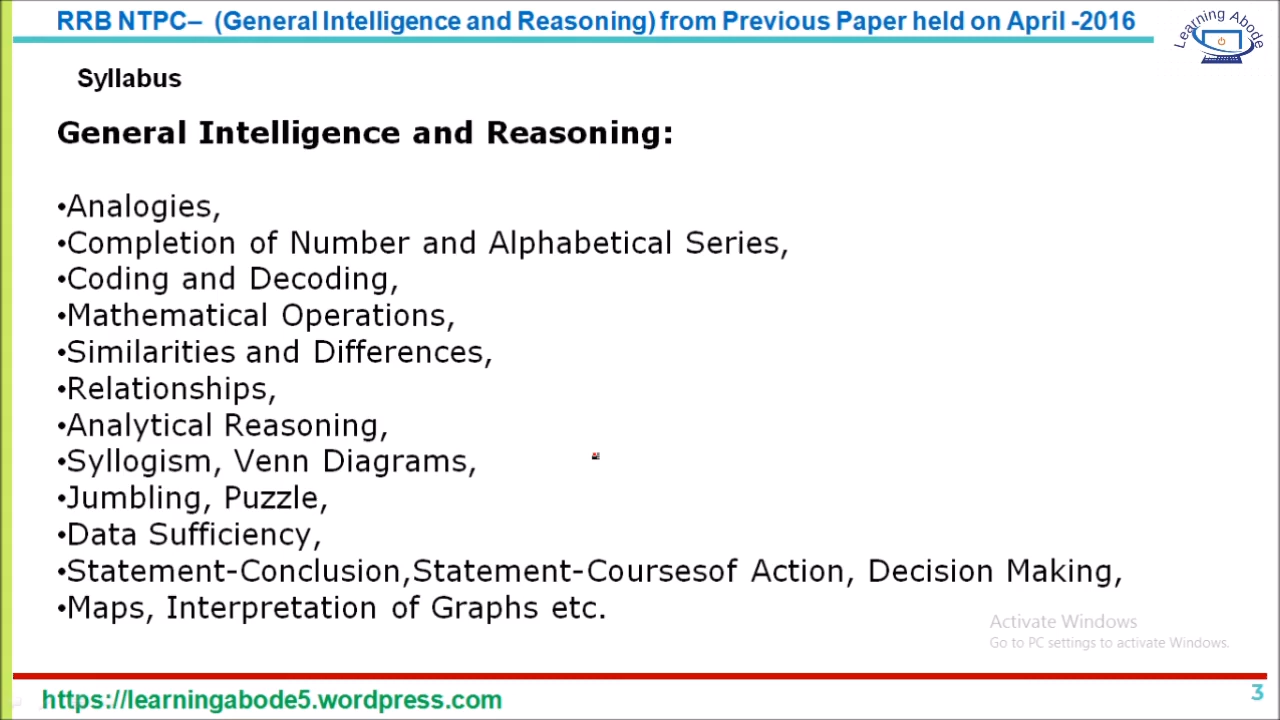 RRB NTPC– (General Intelligence and Reasoning) from Previous Paper held on April -2016
Learning Abode
Syllabus
General Intelligence and Reasoning:
•Analogies,
•Completion of Number and Alphabetical Series,
•Coding and Decoding,
•Mathematical Operations,
•Similarities and Differences,
•Relationships,
•Analytical Reasoning,
•Syllogism, Venn Diagrams,
•Jumbling, Puzzle,
•Data Sufficiency,
•Statement-Conclusion,Statement-Coursesof Action, Decision Making,
•Maps, Interpretation of Graphs etc.
Activate Windows
Go to PC settings to activate Windows.
https://learningabode5.wordpress.com
3